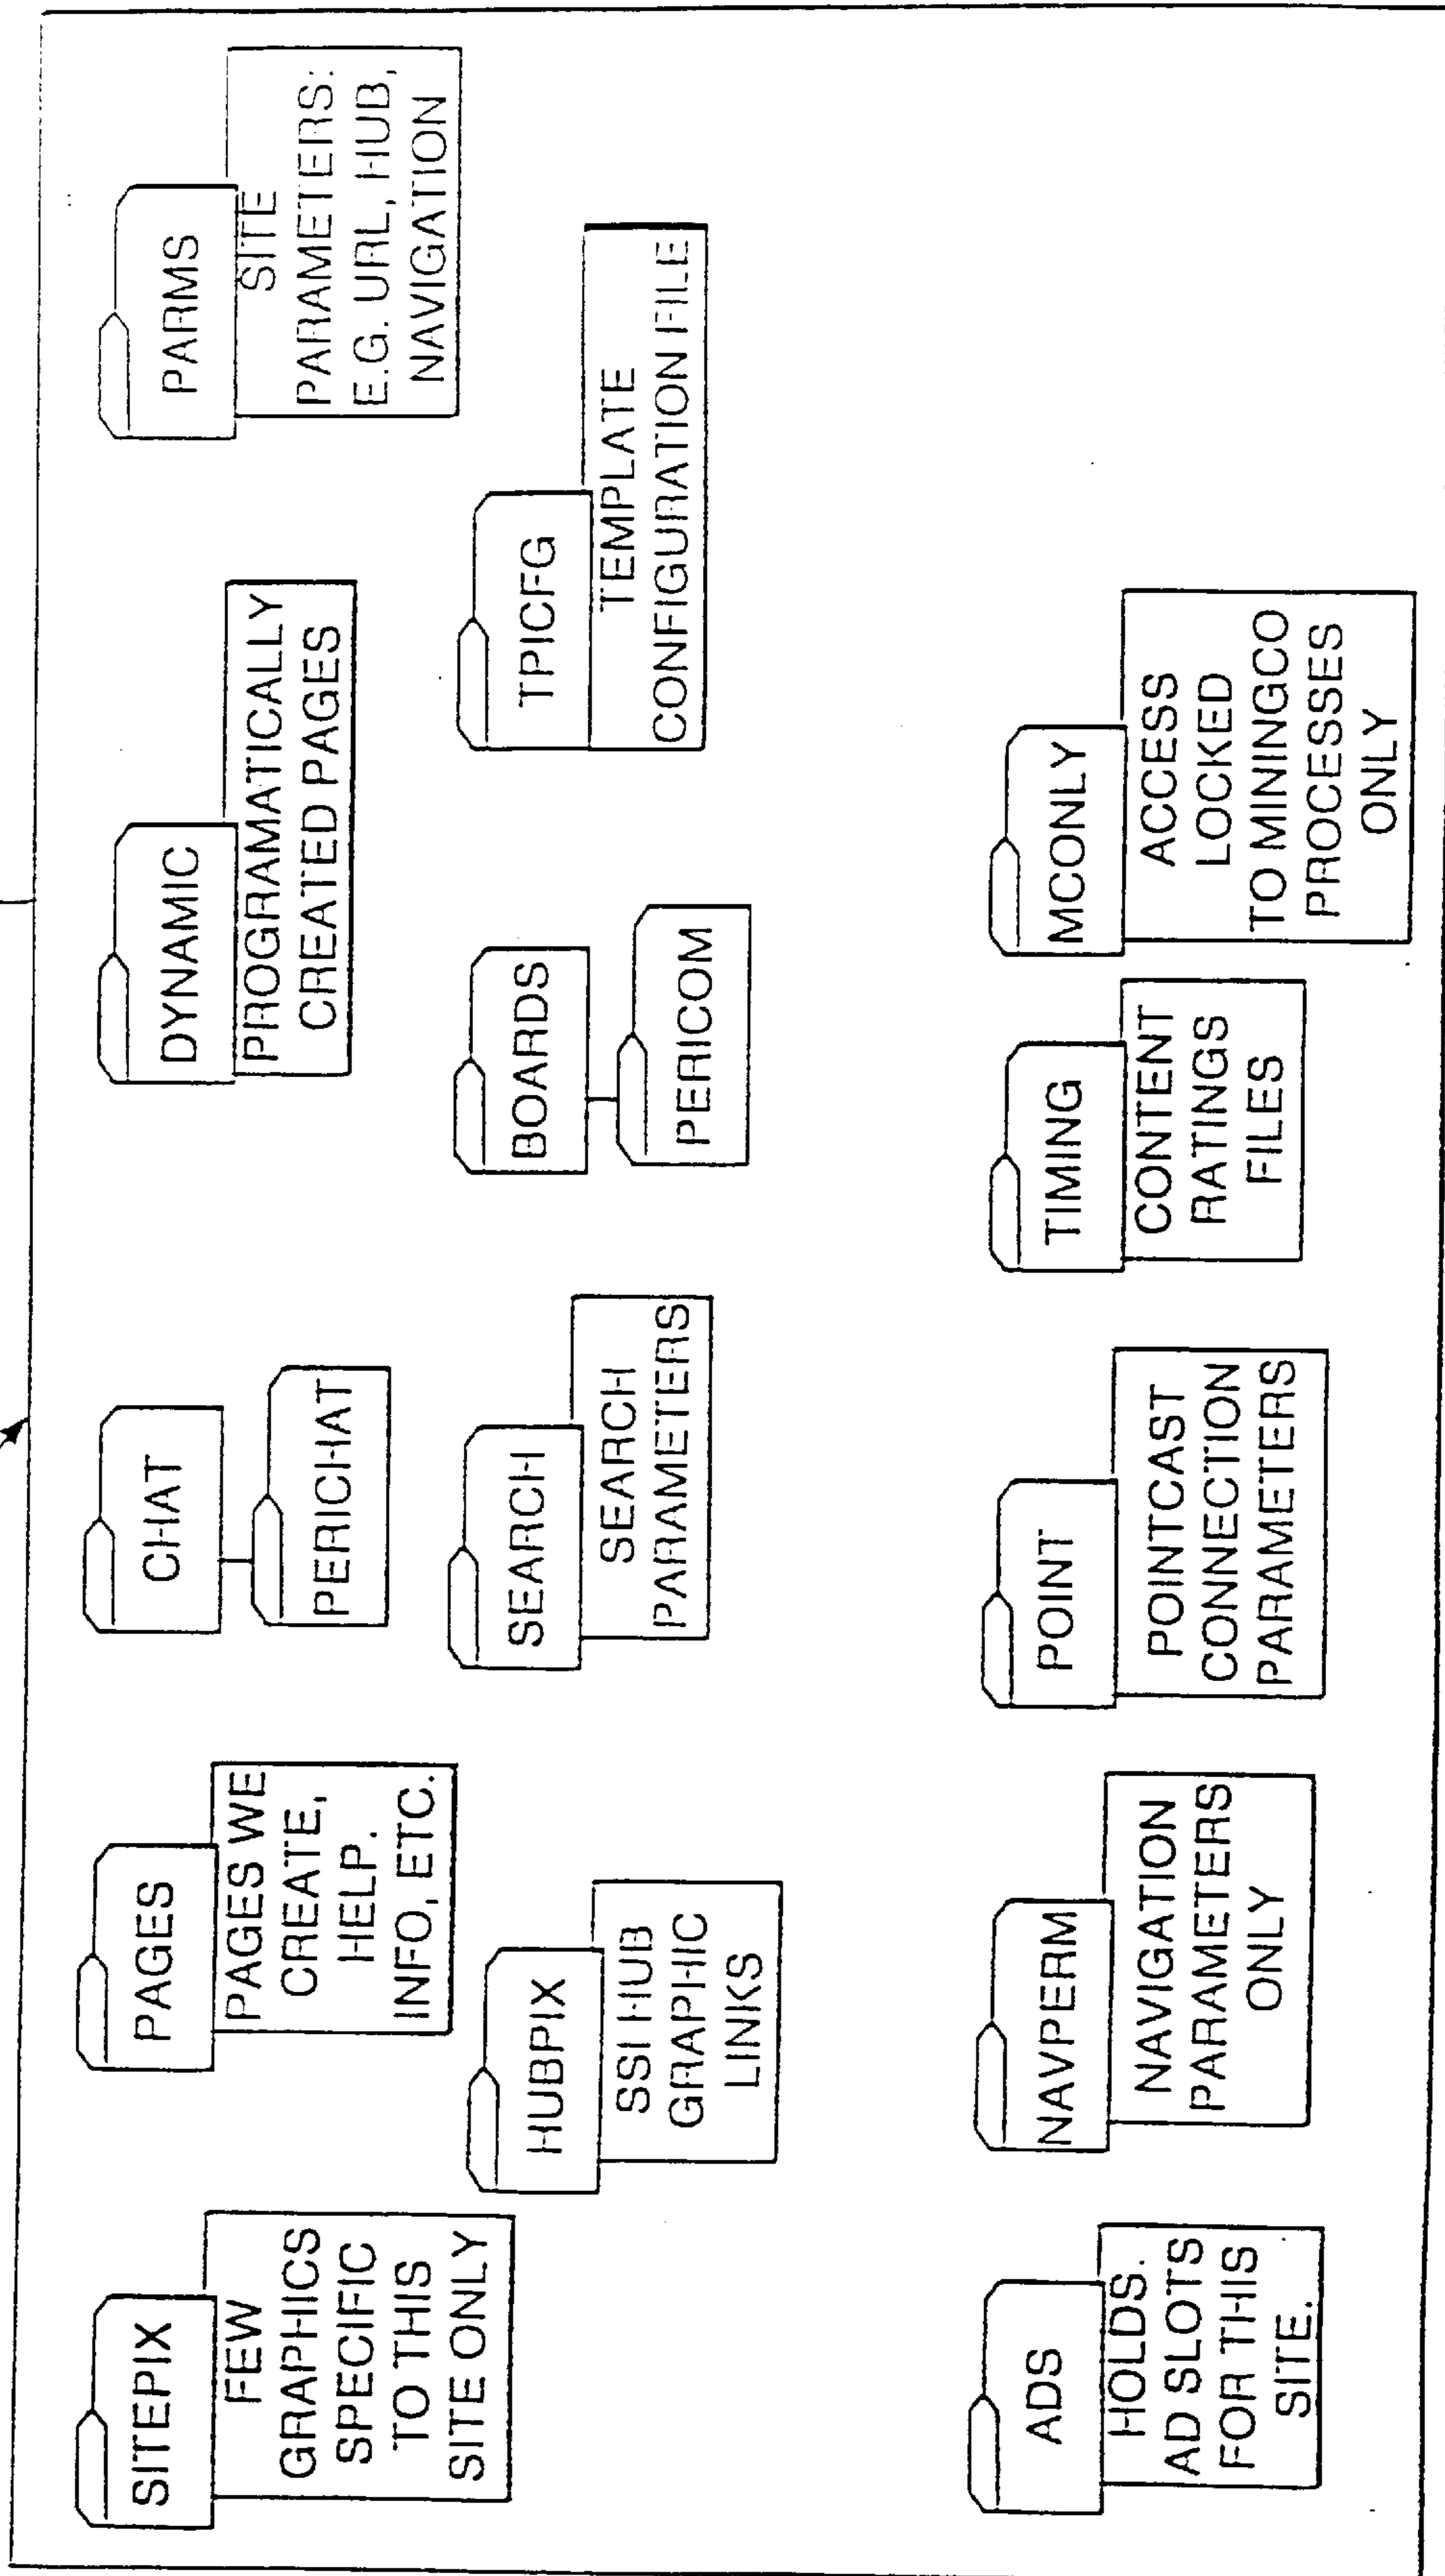 SITEPIX
FEW
GRAPHICS
SPECIFIC
TO THIS
SITE ONLY
PAGES
PAGES WE
CREATE,
HELP.
INFO, ETC.
CHAT
PERICHAT
DYNAMIC
PROGRAMATICALLY
CREATED PAGES
PARMS
SITE
PARAMETERS:
E.G. URL, HUB,
NAVIGATION
HUBPIX
SSI HUB
GRAPHIC
LINKS
SEARCH
SEARCH
PARAMETERS
BOARDS
PERICOM
TPICFG
TEMPLATE
CONFIGURATION FILE
ADS
HOLDS.
AD SLOTS
FOR THIS
SITE.
NAVPERM
NAVIGATION
PARAMETERS
ONLY
POINT
POINTCAST
CONNECTION
PARAMETERS
TIMING
CONTENT
RATINGS
FILES
MCONLY
ACCESS
LOCKED
TO MININGCO
PROCESSES
ONLY